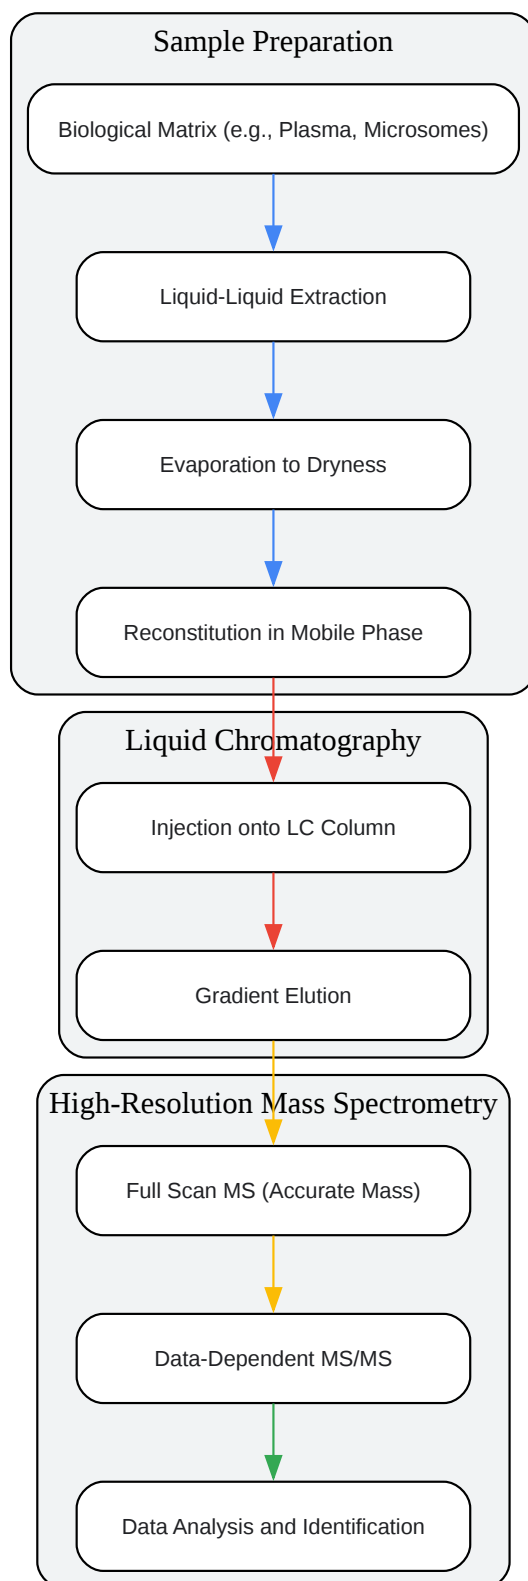 Sample Preparation
Biological Matrix (e.g., Plasma, Microsomes)
Liquid-Liquid Extraction
Evaporation to Dryness
Reconstitution in Mobile Phase
Liquid Chromatography
Injection onto LC Column
Gradient Elution
High-Resolution Mass Spectrometry
Full Scan MS (Accurate Mass)
Data-Dependent MS/MS
Data Analysis and Identification